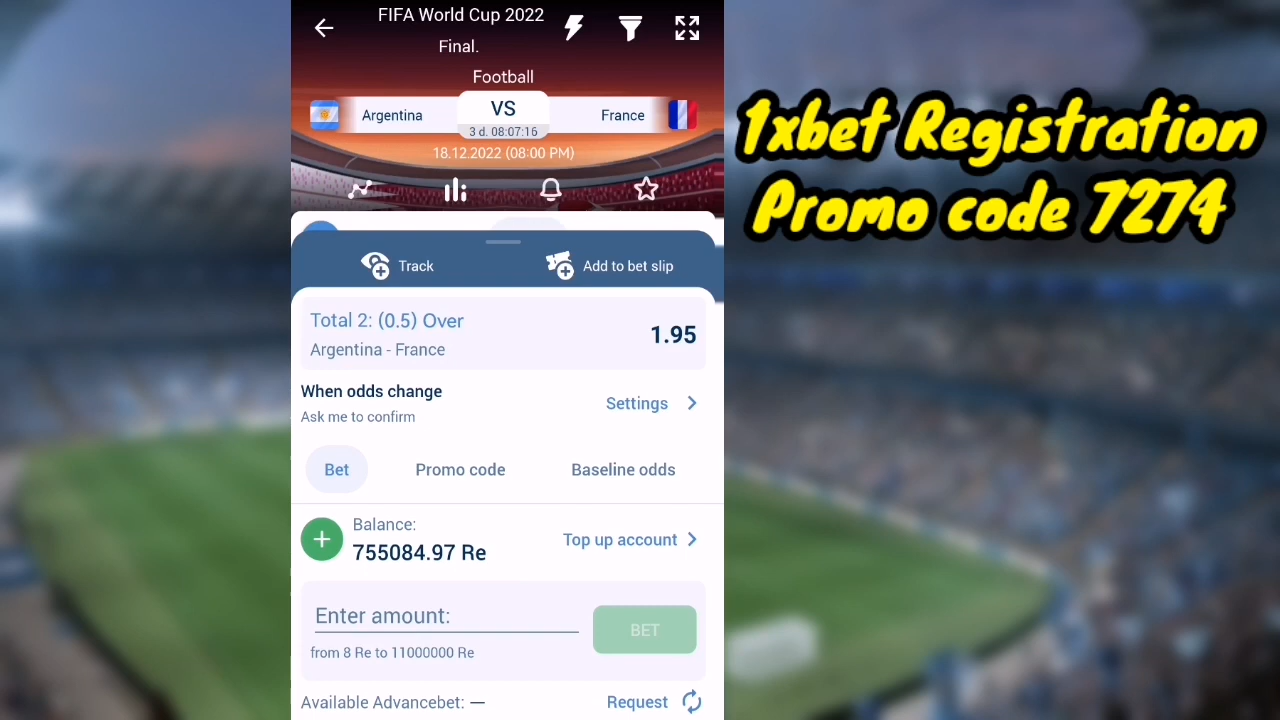 FIFA World Cup 2022
Final.
Football
Argentina
VS
France
3 d. 08:07:16
18.12.2022 (08:00 PM)
Track
Add to bet slip
Total 2: (0.5) Over
1.95
Argentina - France
When odds change
Ask me to confirm
Settings
Bet
Promo code
Baseline odds
Balance:
755084.97 Re
Top up account
Enter amount:
BET
from 8 Re to 11000000 Re
Available Advancebet: —
Request
1xbet Registration
Promo code 7274